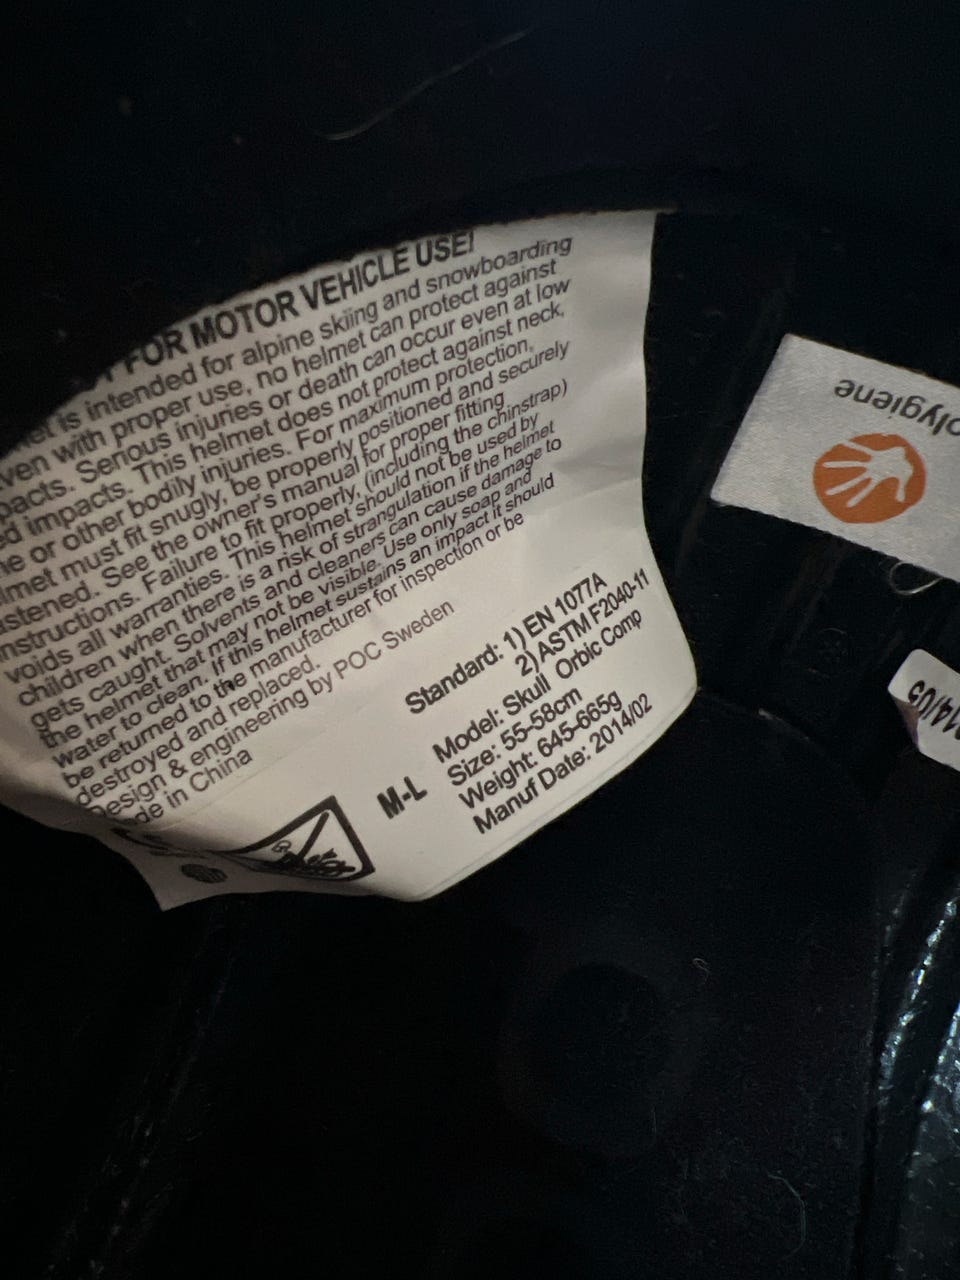 FOR MOTOR VEHICLE USE!
is intended for alpine skiing and snowboarding
with proper use, no helmet can protect against
Serious injuries or death can occur even at low
impacts. This helmet does not protect against neck,
or other bodily injuries. For maximum protection,
must fit snugly, be properly positioned and securely
See the owner's manual for proper fitting
Failure to fit properly, (including the chinstrap)
voids all warranties. This helmet should not be used by
children when there is a risk of strangulation if the helmet
gets caught. Solvents and cleaners can cause damage to
the helmet that may not be visible. Use only soap and
water to clean. If this helmet sustains an impact it should
be returned to the manufacturer for inspection or be
destroyed and replaced.
Design & engineering by POC Sweden
in China
Standard: 1) EN 1077A
2) ASTM F2040-11
Model: Skull Orbic Comp
M-L
Size: 55-58cm
Weight: 645-665g
Manuf Date: 2014/02
olygiene
14/05